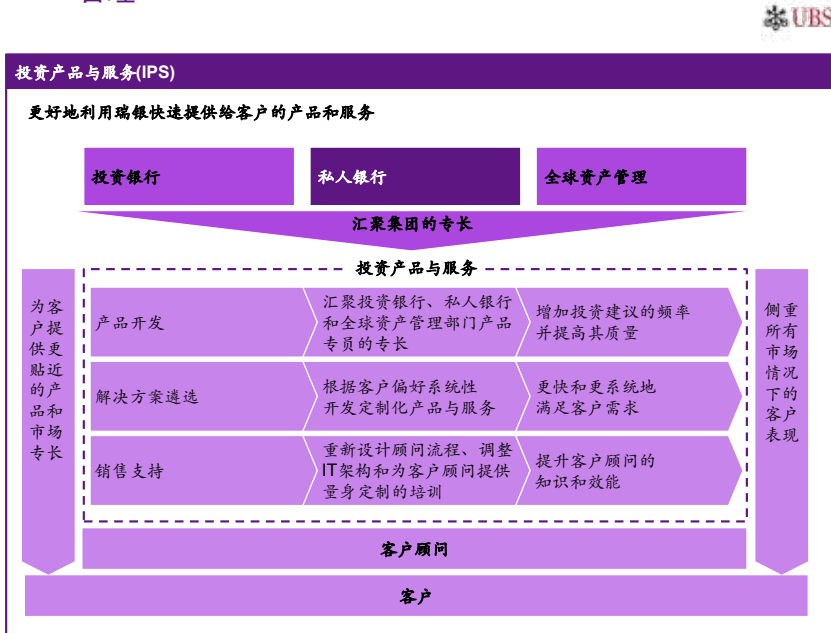 UBS
投资产品与服务(IPS)
更好地利用瑞银快速提供给客户的产品和服务
投资银行
私人银行
全球资产管理
汇聚集团的专长
投资产品与服务
为客
户提
供更
贴近
的产
品和
市场
专长
产品开发
汇聚投资银行、私人银行
和全球资产管理部门产品
专员的专长
增加投资建议的频率
并提高其质量
解决方案遴选
根据客户偏好系统性
开发定制化产品与服务
更快和更系统地
满足客户需求
销售支持
重新设计顾问流程、调整
IT架构和为客户顾问提供
量身定制的培训
提升客户顾问的
知识和效能
侧重
所有
市场
情况
下的
客户
表现
客户顾问
客户